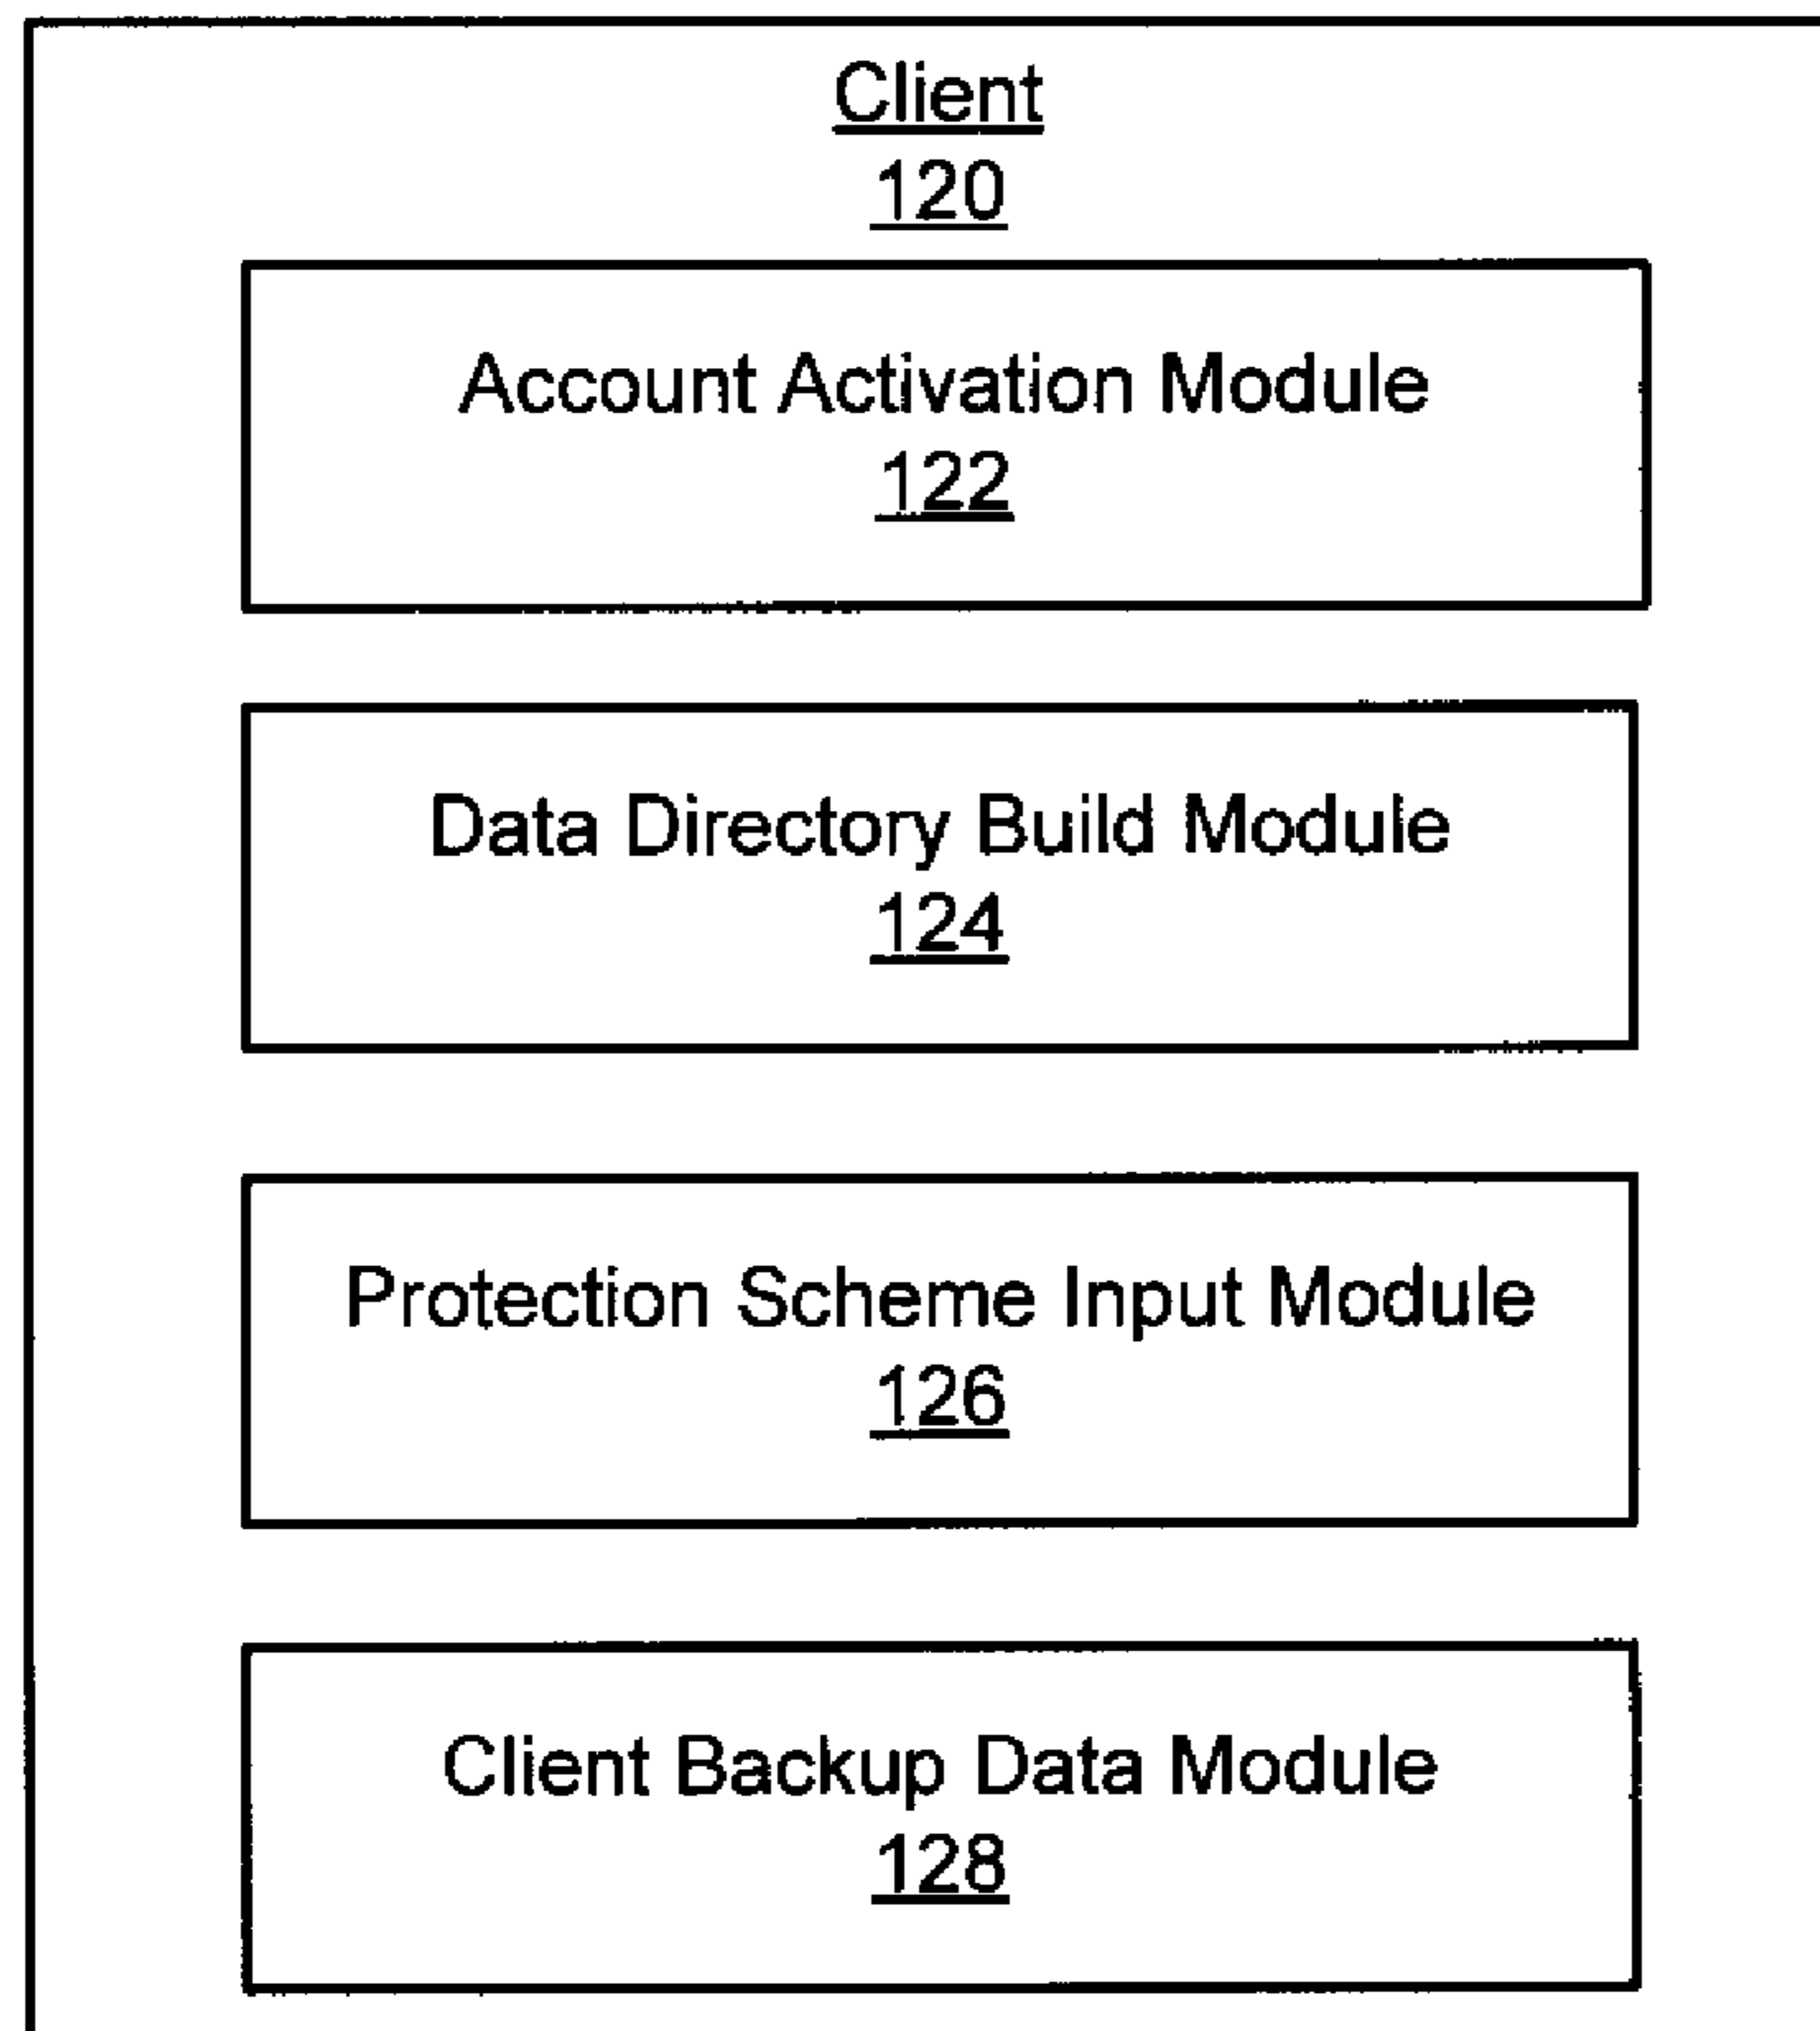 Client
120
Account Activation Module
122
Data Directory Build Module
124
Protection Scheme Input Module
126
Client Backup Data Module
128